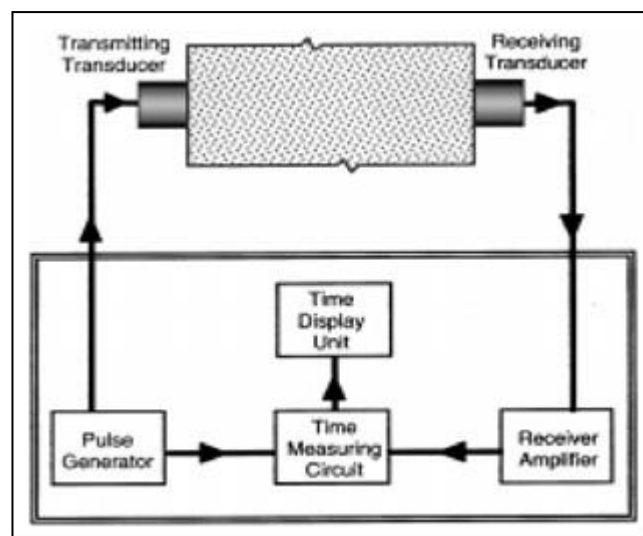 Transmitting
Transducer
Receiving
Transducer
Time
Display
Unit
Pulse
Generator
Time
Measuring
Circuit
Receiver
Amplifier